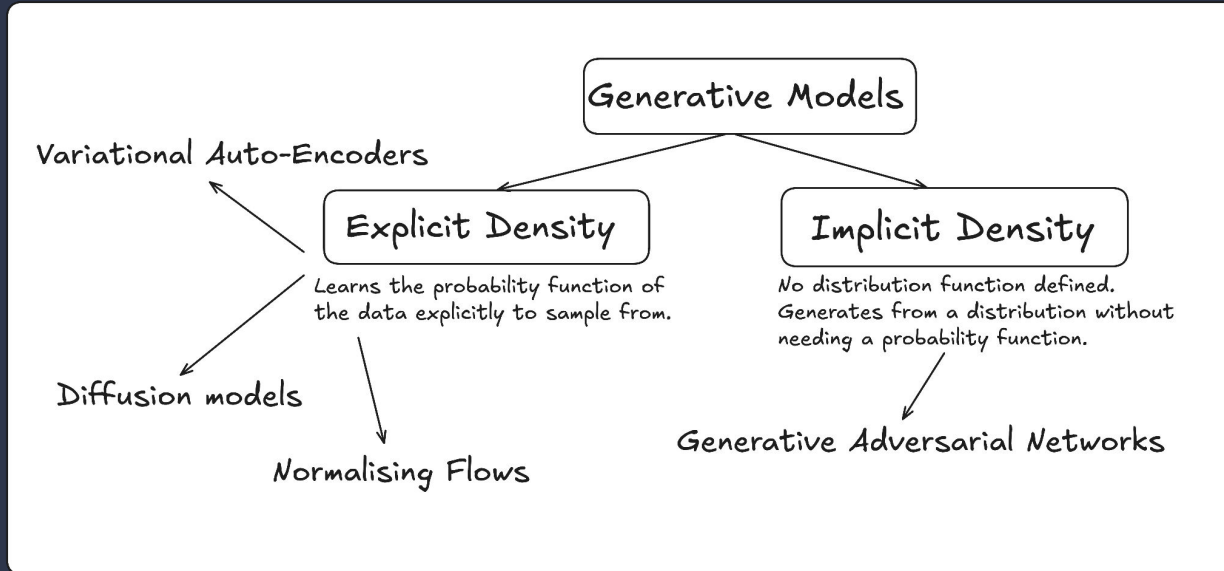 Generative Models
Variational Auto-Encoders
Explicit Density
Implicit Density
Learns the probability function of
the data explicitly to sample from.
No distribution function defined.
Generates from a distribution without
needing a probability function.
Diffusion models
Normalising Flows
Generative Adversarial Networks